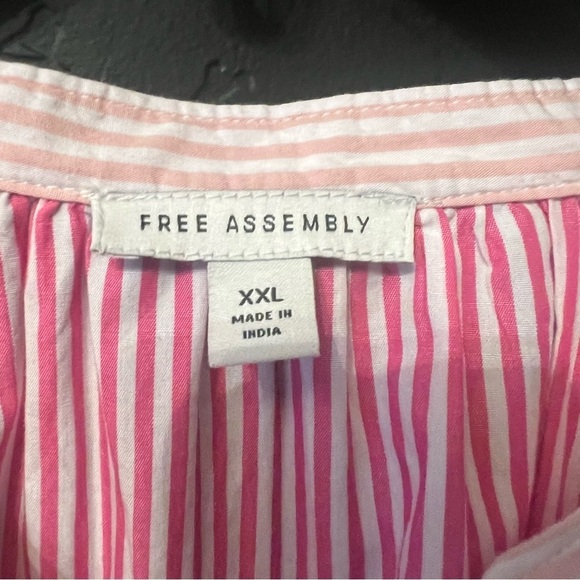 FREE ASSEMBLY
XXL
MADE IN
INDIA